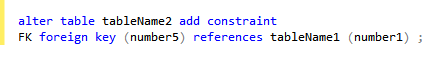 alter table tableName2 add constraint
FK foreign key (number5) references tableName1 (number1) ;